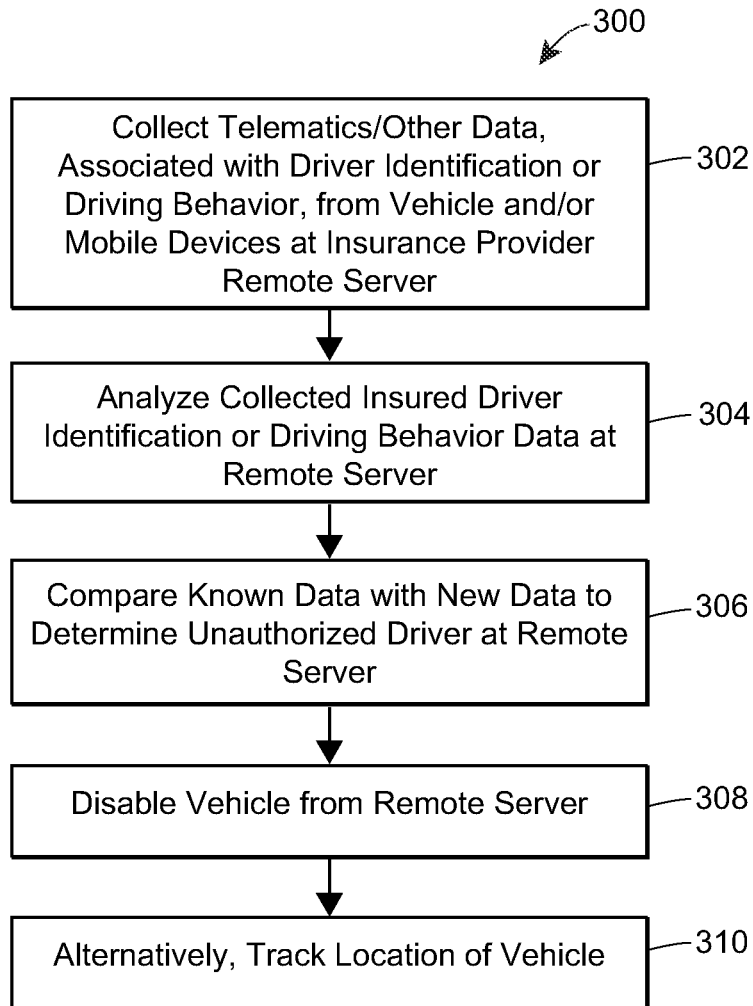 300
Collect Telematics/Other Data,
Associated with Driver Identification or
Driving Behavior, from Vehicle and/or
Mobile Devices at Insurance Provider
Remote Server
302
Analyze Collected Insured Driver
Identification or Driving Behavior Data at
Remote Server
304
Compare Known Data with New Data to
Determine Unauthorized Driver at Remote
Server
306
Disable Vehicle from Remote Server
308
Alternatively, Track Location of Vehicle
310